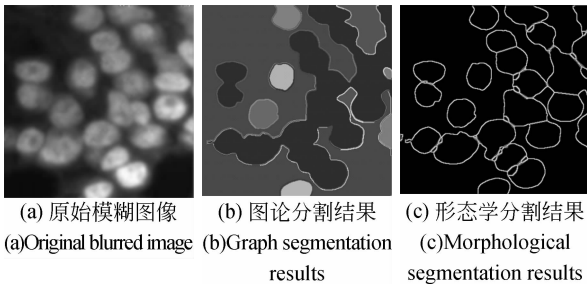 (a) 原始模糊图像
(a)Original blurred image
(b) 图论分割结果
(b)Graph segmentation
results
(c) 形态学分割结果
(c)Morphological
segmentation results